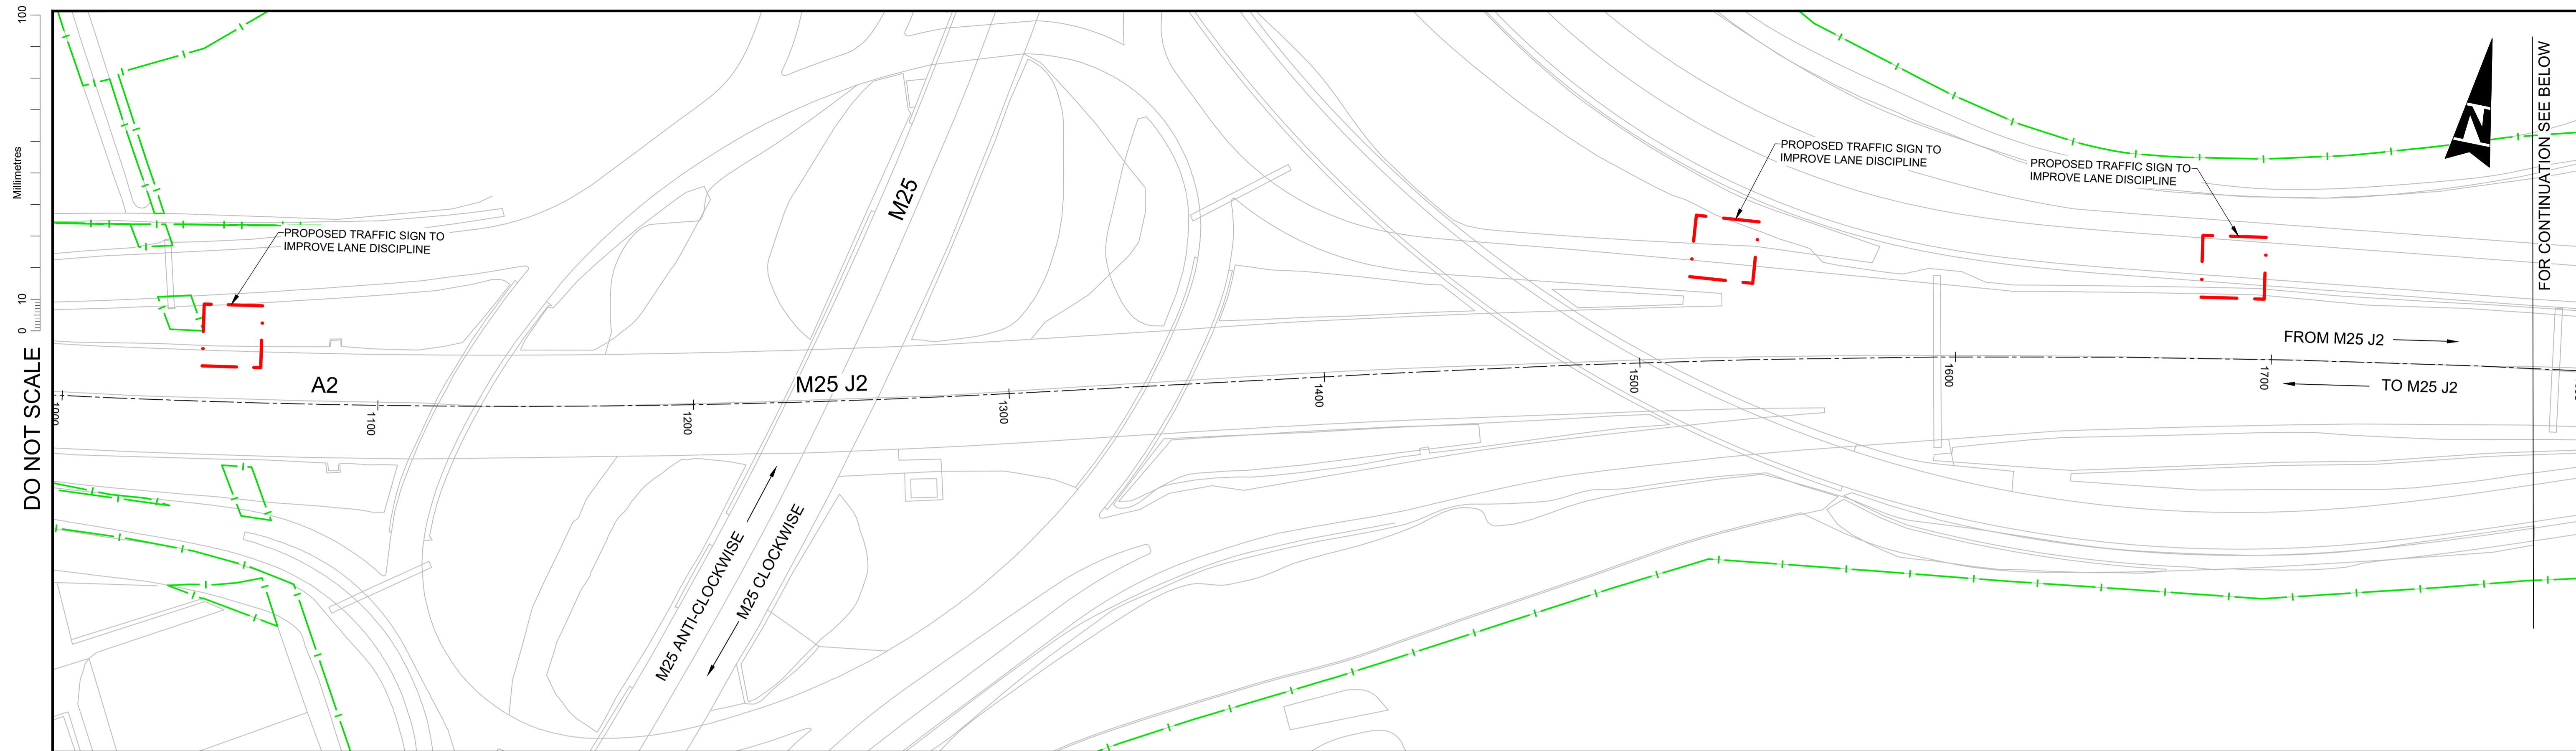 100
Millimetres
10
0
DO NOT SCALE
PROPOSED TRAFFIC SIGN TO
IMPROVE LANE DISCIPLINE
M25
PROPOSED TRAFFIC SIGN TO
IMPROVE LANE DISCIPLINE
PROPOSED TRAFFIC SIGN TO
IMPROVE LANE DISCIPLINE
N
FOR CONTINUATION SEE BELOW
FROM M25 J2
TO M25 J2
A2
M25 J2
1100
1200
1300
1400
1500
1600
1700
M25 ANTI-CLOCKWISE
M25 CLOCKWISE